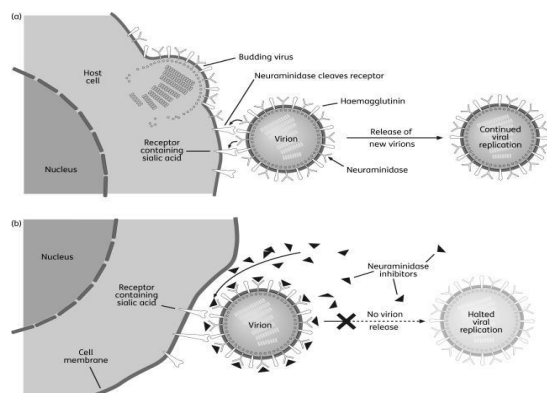 (a)
Budding virus
Host
cell
Neuraminidase cleaves receptor
Haemagglutinin
Receptor
containing
sialic acid
Virion
Release of
new virions
Continued
viral
replication
Nucleus
Neuraminidase
(b)
Nucleus
Receptor
containing
sialic acid
Neuraminidase
inhibitors
Virion
No virion
release
Halted
viral
replication
Cell
membrane